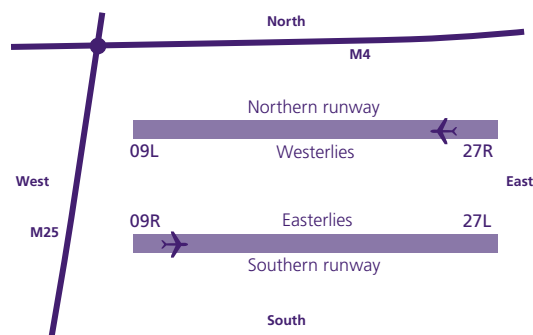 North
M4
Northern runway
09L Westerlies 27R
West
East
M25
09R Easterlies 27L
Southern runway
South